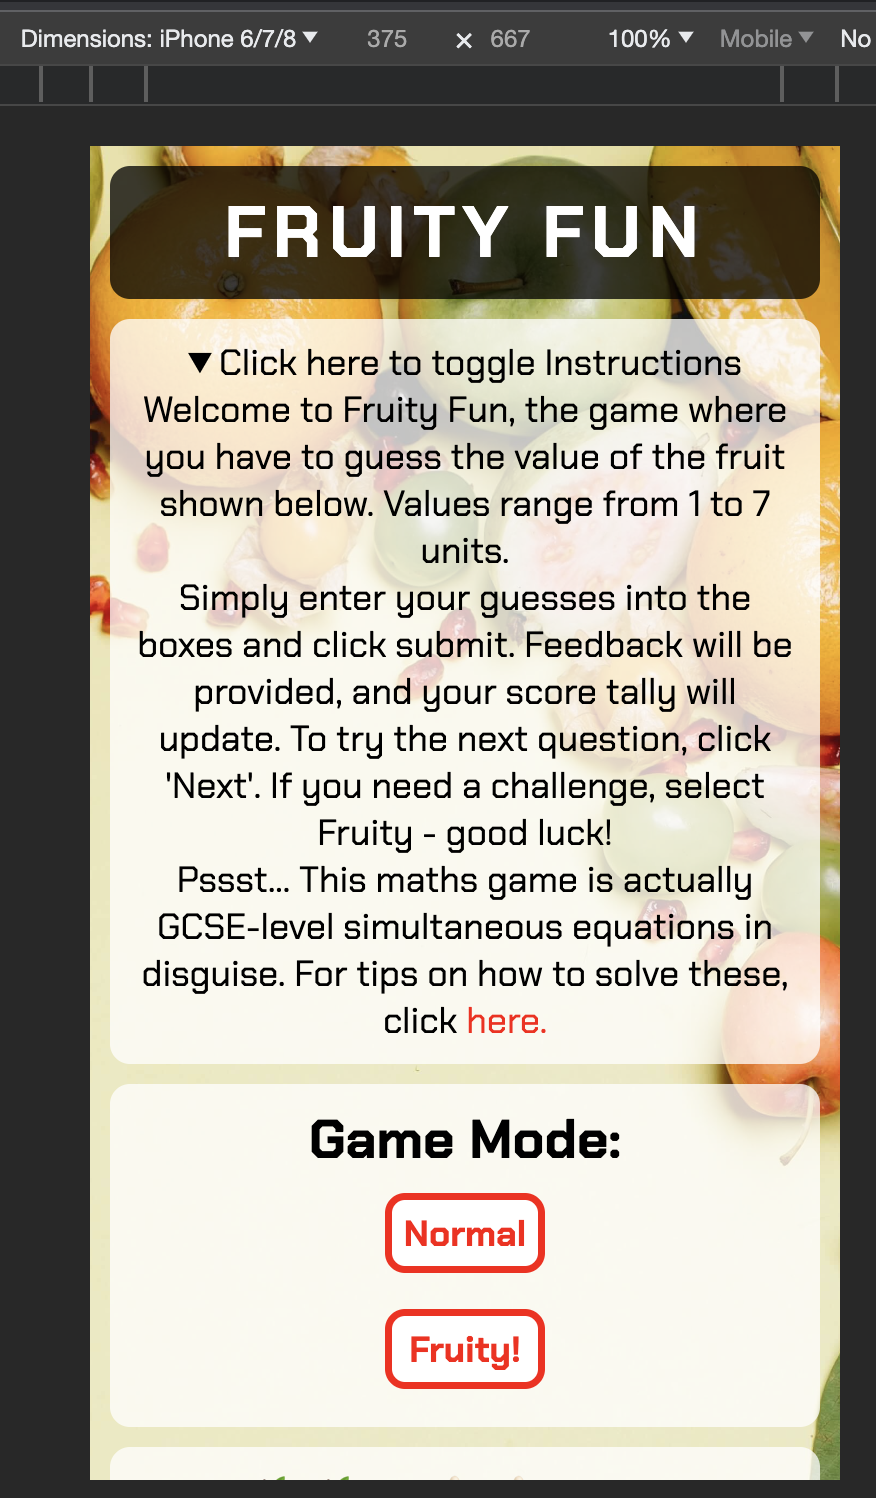 Dimensions: iPhone 6/7/8 ▼ 375 × 667 100% ▼ Mobile ▼ No
FRUITY FUN
▼ Click here to toggle Instructions
Welcome to Fruity Fun, the game where
you have to guess the value of the fruit
shown below. Values range from 1 to 7
units.
Simply enter your guesses into the
boxes and click submit. Feedback will be
provided, and your score tally will
update. To try the next question, click
'Next'. If you need a challenge, select
Fruity - good luck!
Pssst... This maths game is actually
GCSE-level simultaneous equations in
disguise. For tips on how to solve these,
click here.
Game Mode:
Normal
Fruity!